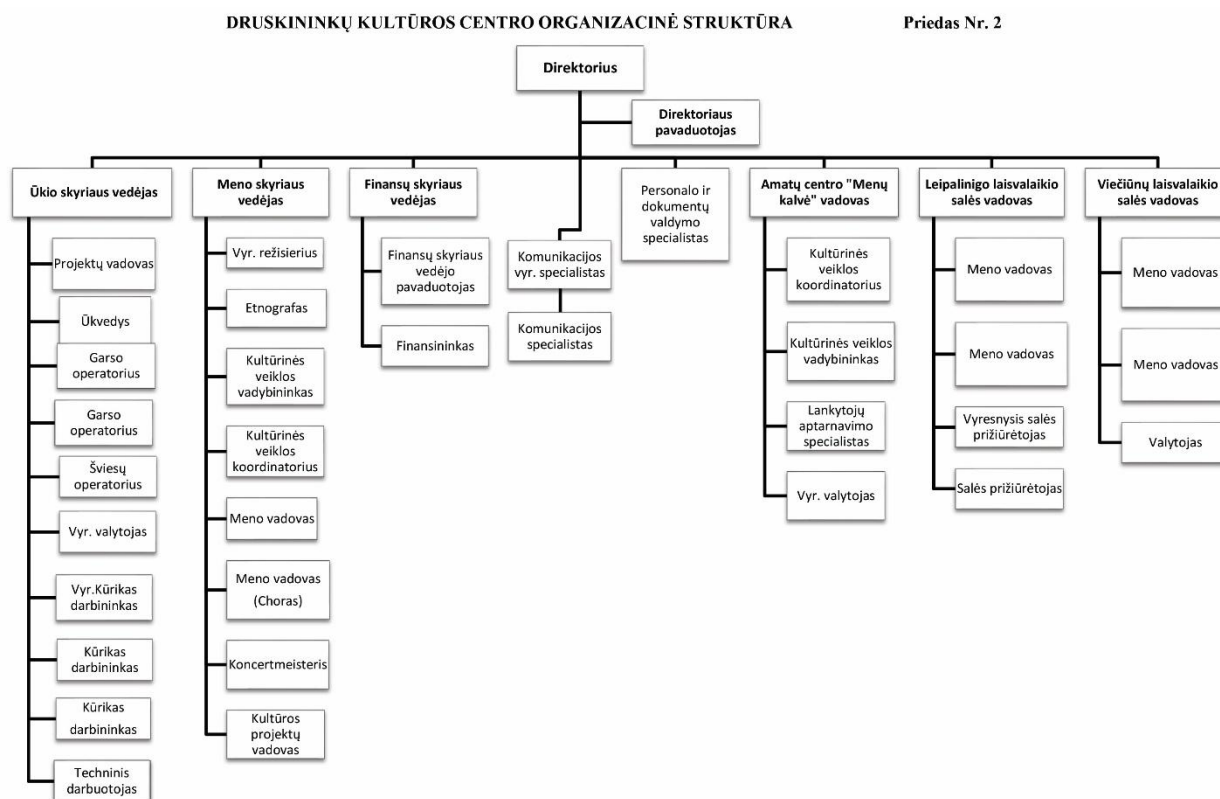 DRUSKININKŲ KULTŪROS CENTRO ORGANIZACINĖ STRUKTŪRA
Priedas Nr. 2
Direktorius
Direktoriaus
pavaduotojas
Ūkio skyriaus vedėjas
Projektų vadovas
Ūkvedys
Garso
operatorius
Garso
operatorius
Šviesų
operatorius
Vyr. valytojas
Vyr.Kūrikas
darbininkas
Kūrikas
darbininkas
Kūrikas
darbininkas
Techninis
darbuotojas
Meno skyriaus
vedėjas
Vyr. režisierius
Etnografas
Kultūrinės
veiklos
vadybininkas
Kultūrinės
veiklos
koordinatorius
Meno vadovas
Meno vadovas
(Choras)
Koncertmeisteris
Kultūros
projektų
vadovas
Finansų skyriaus
vedėjas
Finansų skyriaus
vedėjo
pavaduotojas
Finansininkas
Komunikacijos
vyr. specialistas
Komunikacijos
specialistas
Personalo ir
dokumentų
valdymo
specialistas
Amatų centro "Menų
kalvė" vadovas
Kultūrinės
veiklos
koordinatorius
Kultūrinės veiklos
vadybininkas
Lankytojų
aptarnavimo
specialistas
Vyr. valytojas
Leipalinigo laisvalaikio
salės vadovas
Meno vadovas
Meno vadovas
Vyresnysis salės
prižiūrėtojas
Salės prižiūrėtojas
Viečiūnų laisvalaikio
salės vadovas
Meno vadovas
Meno vadovas
Valytojas